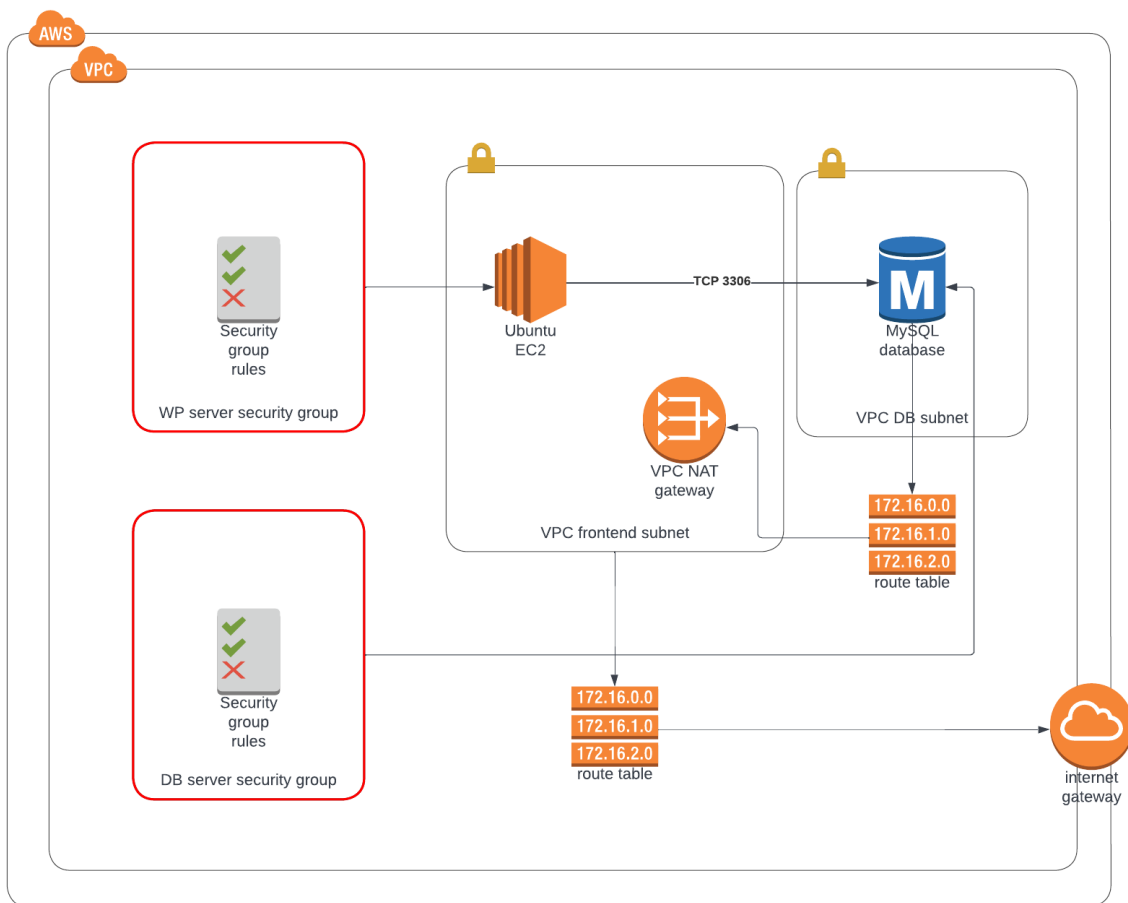 AWS
VPC
Security
group
rules
WP server security group
Ubuntu
EC2
TCP 3306
M
MySQL
database
VPC DB subnet
VPC NAT
gateway
VPC frontend subnet
172.16.0.0
172.16.1.0
172.16.2.0
route table
Security
group
rules
DB server security group
172.16.0.0
172.16.1.0
172.16.2.0
route table
internet
gateway